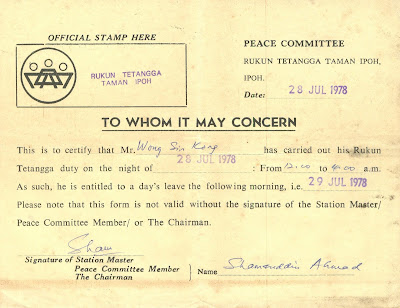 OFFICIAL STAMP HERE
RUKUN TETANGGA
TAMAN IPOH
PEACE COMMITTEE
RUKUN TETANGGA TAMAN IPOH,
IPOH.
Date: 28 JUL 1978
TO WHOM IT MAY CONCERN
This is to certify that Mr. Wong Sin Kong has carried out his Rukun
Tetangga duty on the night of 28 JUL 1978 : From 12.00 to 4.00 a.m.
As such, he is entitled to a day's leave the following morning, i.e. 29 JUL 1978
Please note that this form is not valid without the signature of the Station Master/
Peace Committee Member/ or The Chairman.
Sham
Signature of Station Master
Peace Committee Member
The Chairman
Name Shamsuddin Ahmad